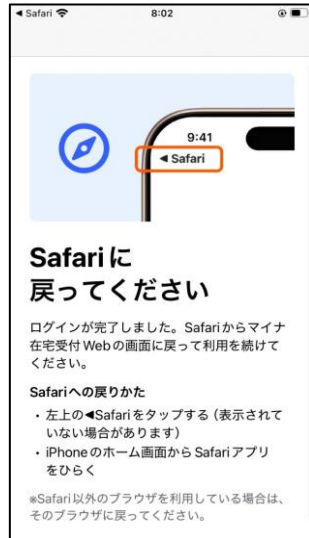 ◀ Safari 8:02
9:41
◀ Safari
Safariに
戻ってください
ログインが完了しました。Safariからマイナ
在宅受付Webの画面に戻って利用を続けて
ください。
Safariへの戻りかた
・左上の◀Safariをタップする（表示されて
いない場合があります）
・iPhoneのホーム画面からSafariアプリ
をひらく
※Safari以外のブラウザを利用している場合は、
そのブラウザに戻ってください。